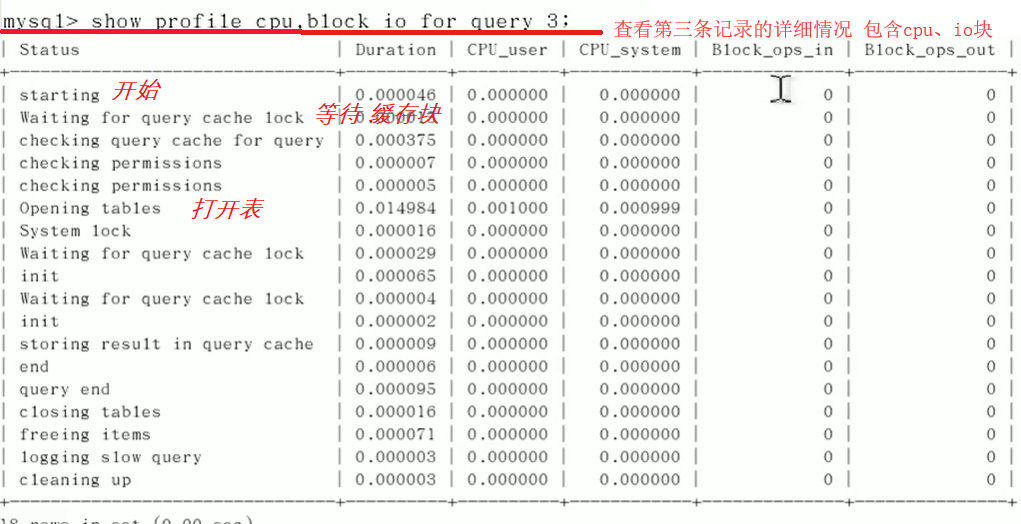 mysql> show profile cpu,block io for query 3; 查看第三条记录的详细情况 包含cpu、io块
| Status | Duration | CPU_user | CPU_system | Block_ops_in | Block_ops_out |
| starting 开始 | 0.000046 | 0.000000 | 0.000000 | 0 | 0 |
| Waiting for query cache lock 等待 缓存块 | 0.000000 | 0.000000 | 0 | 0 |
| checking query cache for query | 0.000375 | 0.000000 | 0.000000 | 0 | 0 |
| checking permissions | 0.000007 | 0.000000 | 0.000000 | 0 | 0 |
| checking permissions | 0.000005 | 0.000000 | 0.000000 | 0 | 0 |
| Opening tables 打开表 | 0.014984 | 0.001000 | 0.000999 | 0 | 0 |
| System lock | 0.000016 | 0.000000 | 0.000000 | 0 | 0 |
| Waiting for query cache lock | 0.000029 | 0.000000 | 0.000000 | 0 | 0 |
| init | 0.000065 | 0.000000 | 0.000000 | 0 | 0 |
| Waiting for query cache lock | 0.000004 | 0.000000 | 0.000000 | 0 | 0 |
| init | 0.000002 | 0.000000 | 0.000000 | 0 | 0 |
| storing result in query cache | 0.000009 | 0.000000 | 0.000000 | 0 | 0 |
| end | 0.000006 | 0.000000 | 0.000000 | 0 | 0 |
| query end | 0.000095 | 0.000000 | 0.000000 | 0 | 0 |
| closing tables | 0.000016 | 0.000000 | 0.000000 | 0 | 0 |
| freeing items | 0.000071 | 0.000000 | 0.000000 | 0 | 0 |
| logging slow query | 0.000003 | 0.000000 | 0.000000 | 0 | 0 |
| cleaning up | 0.000003 | 0.000000 | 0.000000 | 0 | 0 |
18 rows in set (0.00 sec)